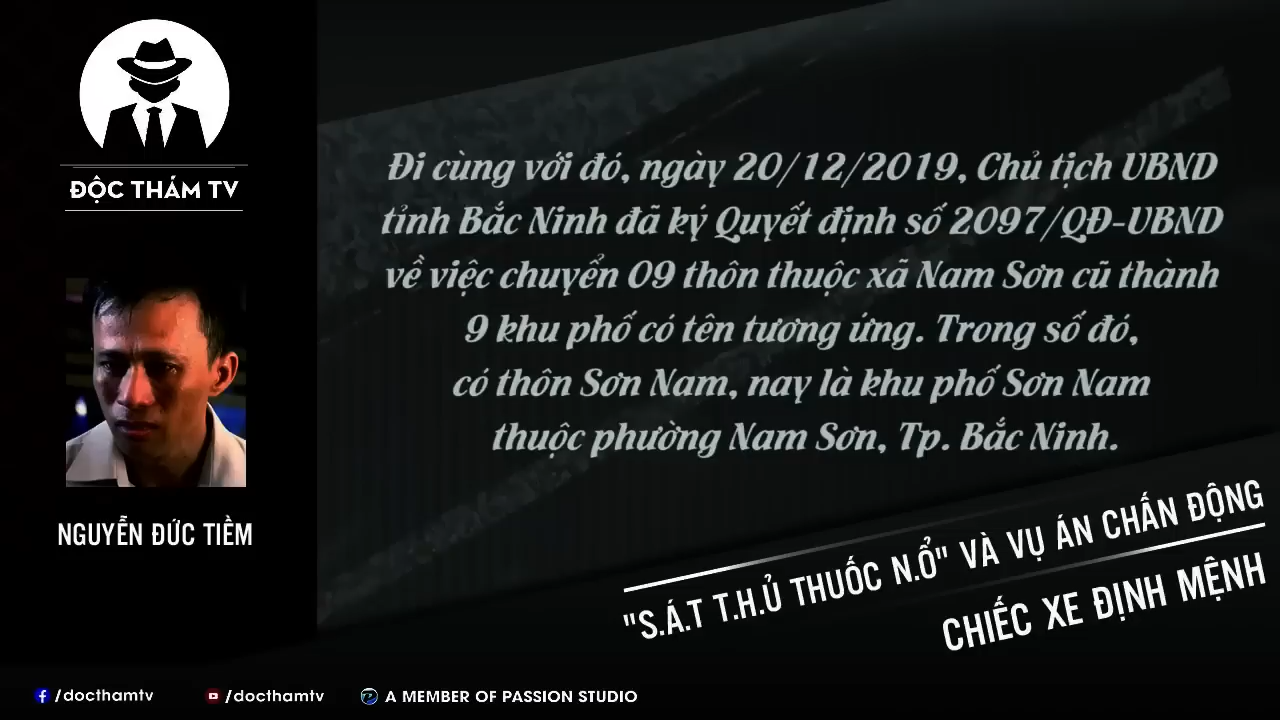 ĐỘC THÁM TV
NGUYỄN ĐỨC TIỀM
Đi cùng với đó, ngày 20/12/2019, Chủ tịch UBND
tỉnh Bắc Ninh đã ký Quyết định số 2097/QĐ-UBND
về việc chuyển 09 thôn thuộc xã Nam Sơn cũ thành
9 khu phố có tên tương ứng. Trong số đó,
có thôn Sơn Nam, nay là khu phố Sơn Nam
thuộc phường Nam Sơn, Tp. Bắc Ninh.
"S.Á.T T.H.Ủ THUỐC N.Ổ" VÀ VỤ ÁN CHẤN ĐỘNG
CHIẾC XE ĐỊNH MỆNH
/docthamtv
/docthamtv
A MEMBER OF PASSION STUDIO